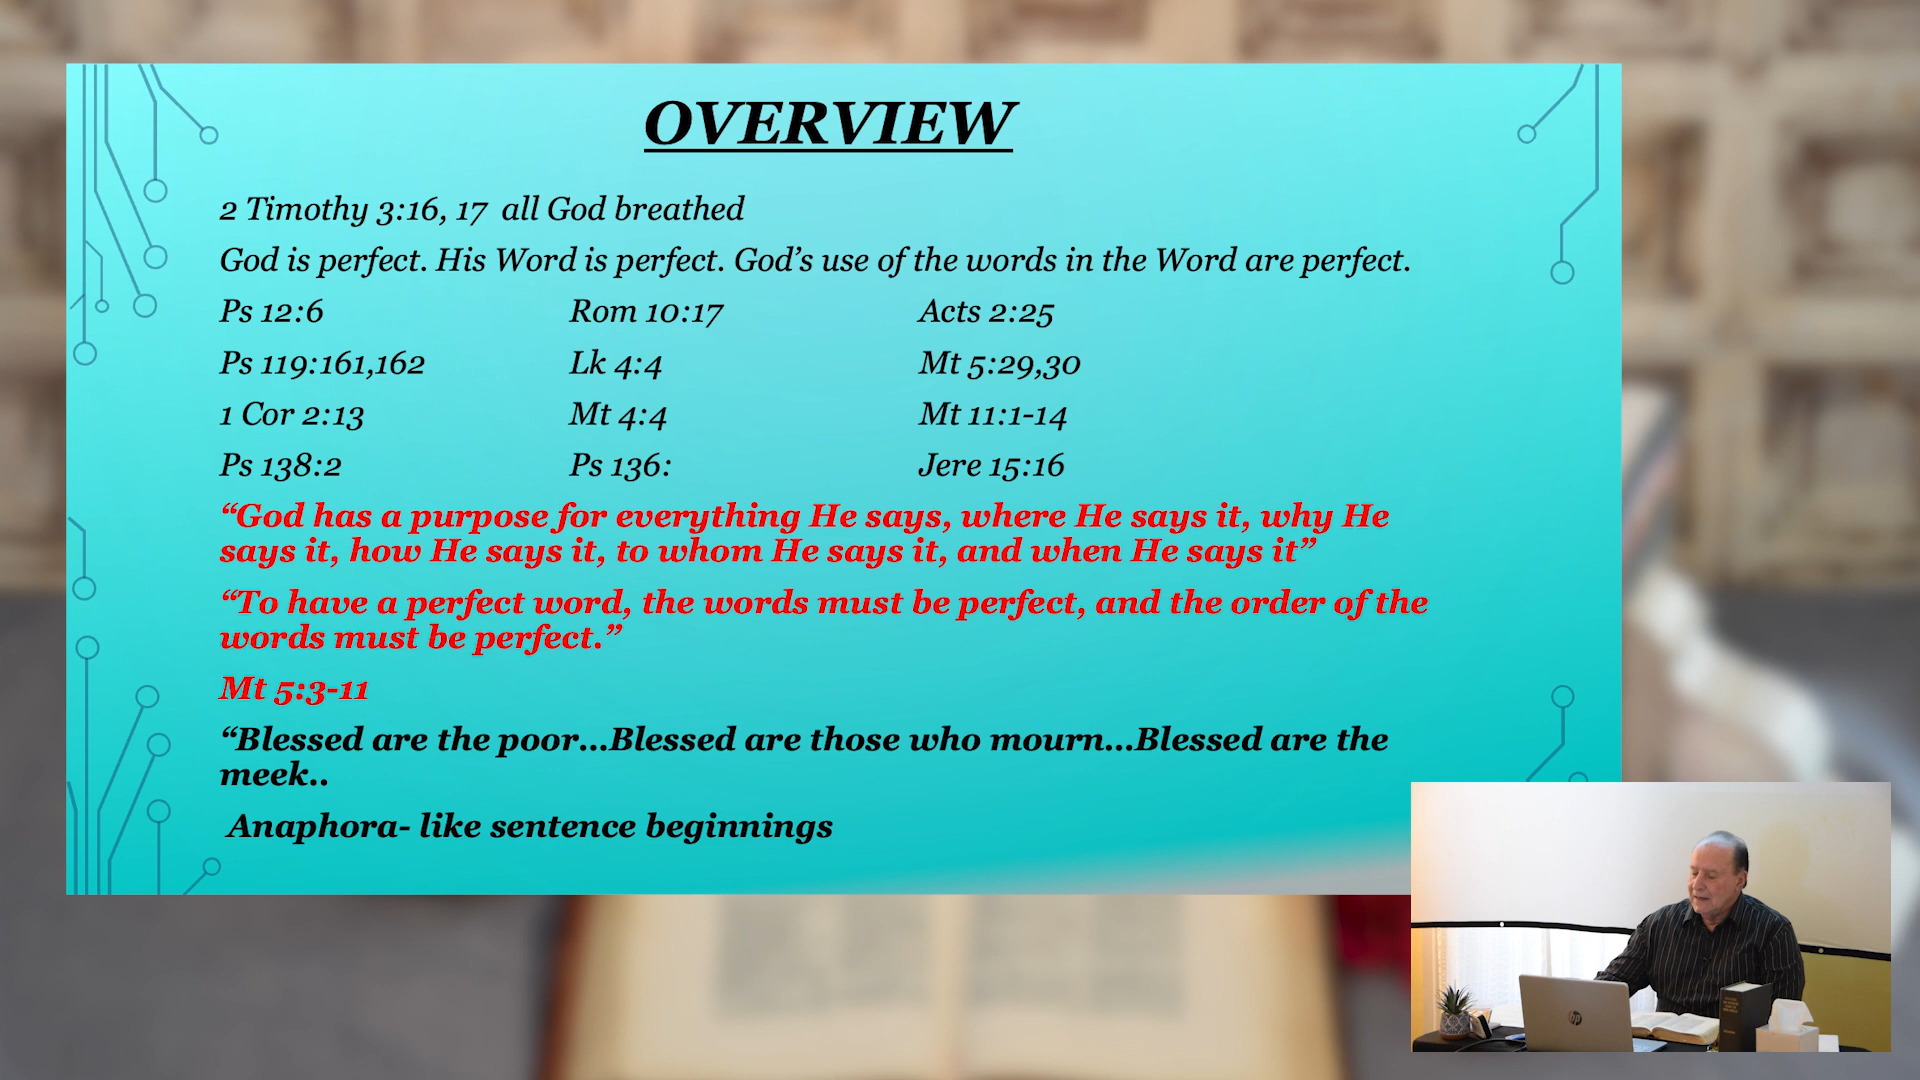 OVERVIEW
2 Timothy 3:16, 17 all God breathed
God is perfect. His Word is perfect. God's use of the words in the Word are perfect.
Ps 12:6 Rom 10:17 Acts 2:25
Ps 119:161,162 Lk 4:4 Mt 5:29,30
1 Cor 2:13 Mt 4:4 Mt 11:1-14
Ps 138:2 Ps 136: Jere 15:16
“God has a purpose for everything He says, where He says it, why He
says it, how He says it, to whom He says it, and when He says it”
“To have a perfect word, the words must be perfect, and the order of the
words must be perfect.”
Mt 5:3-11
“Blessed are the poor...Blessed are those who mourn...Blessed are the
meek..
Anaphora- like sentence beginnings
hp